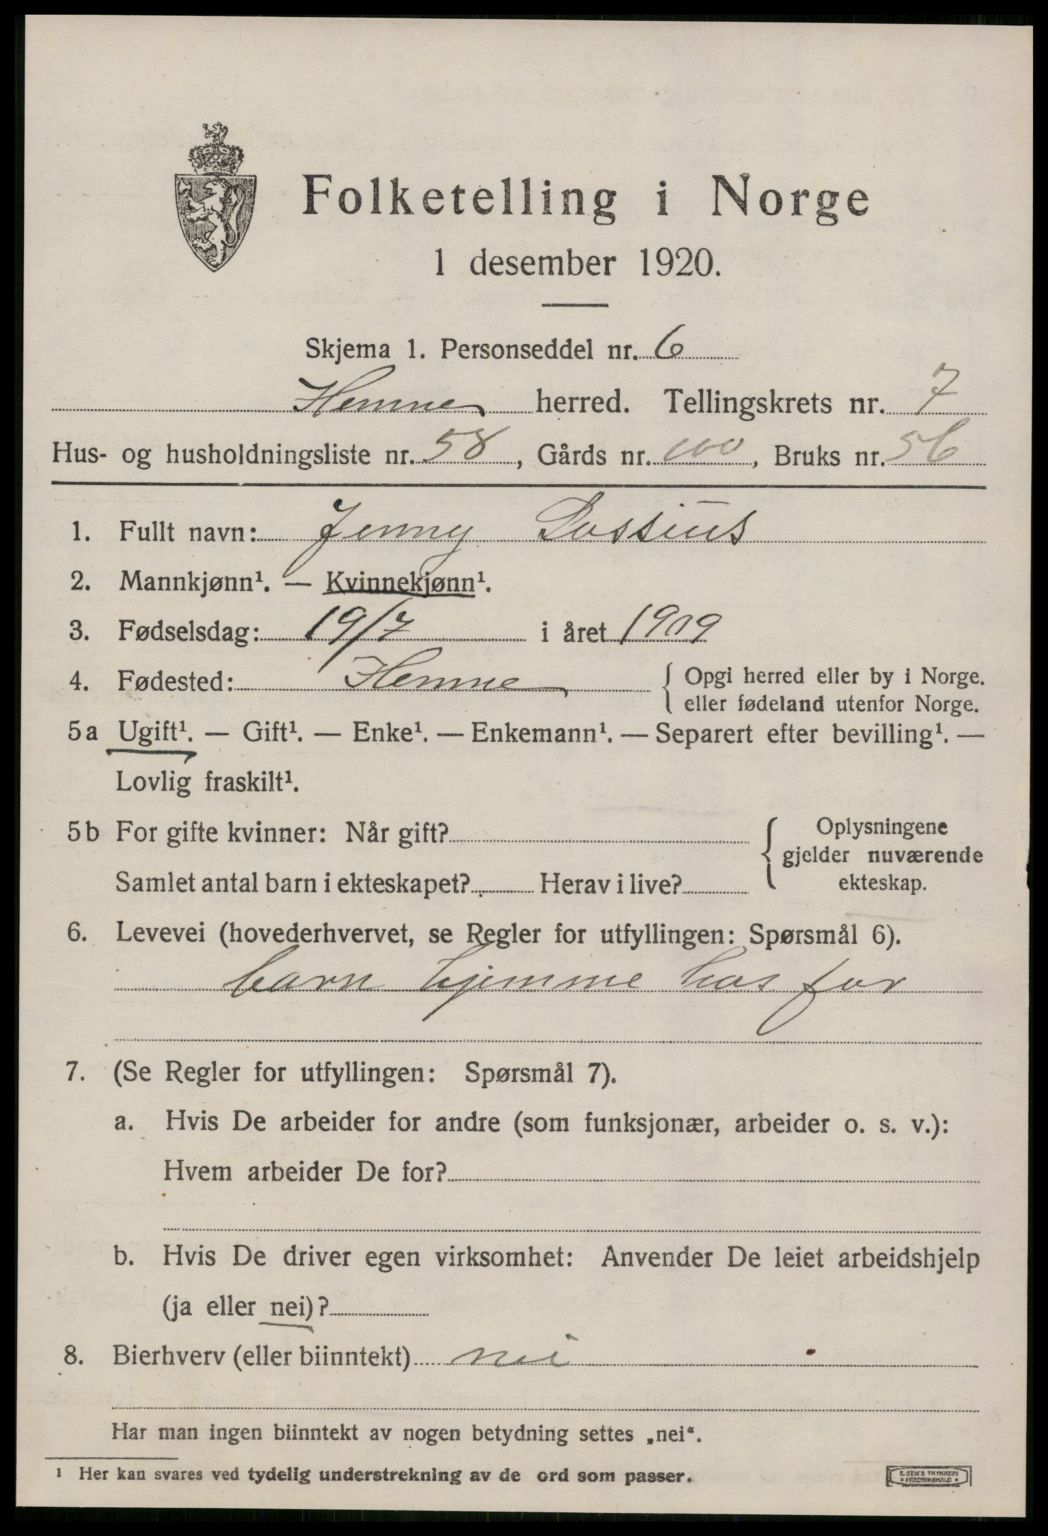 Folketelling i Norge
1 desember 1920.
Skjema 1. Personseddel nr. 6
Hemne herred. Tellingskrets nr. 7
Hus- og husholdningsliste nr. 58, Gårds nr. 100, Bruks nr. 56
1. Fullt navn: Jenny Possius
2. Mannkjønn¹. — Kvinnekjønn¹.
3. Fødselsdag: 19/7 i året 1909
4. Fødested: Hemne { Opgi herred eller by i Norge.
eller fødeland utenfor Norge.
5a Ugift¹. — Gift¹. — Enke¹. — Enkemann¹. — Separert efter bevilling¹. —
Lovlig fraskilt¹.
5b For gifte kvinner: Når gift? { Oplysningene
gjelder nuværende
Samlet antal barn i ekteskapet? Herav i live? ekteskap.
6. Levevei (hovederhvervet, se Regler for utfyllingen: Spørsmål 6).
barn hjemme hos far
7. (Se Regler for utfyllingen: Spørsmål 7).
a. Hvis De arbeider for andre (som funksjonær, arbeider o. s. v.):
Hvem arbeider De for?
b. Hvis De driver egen virksomhet: Anvender De leiet arbeidshjelp
(ja eller nei)?
8. Bierhverv (eller biinntekt) nei
Har man ingen biinntekt av nogen betydning settes „nei“.
¹ Her kan svares ved tydelig understrekning av de ord som passer.